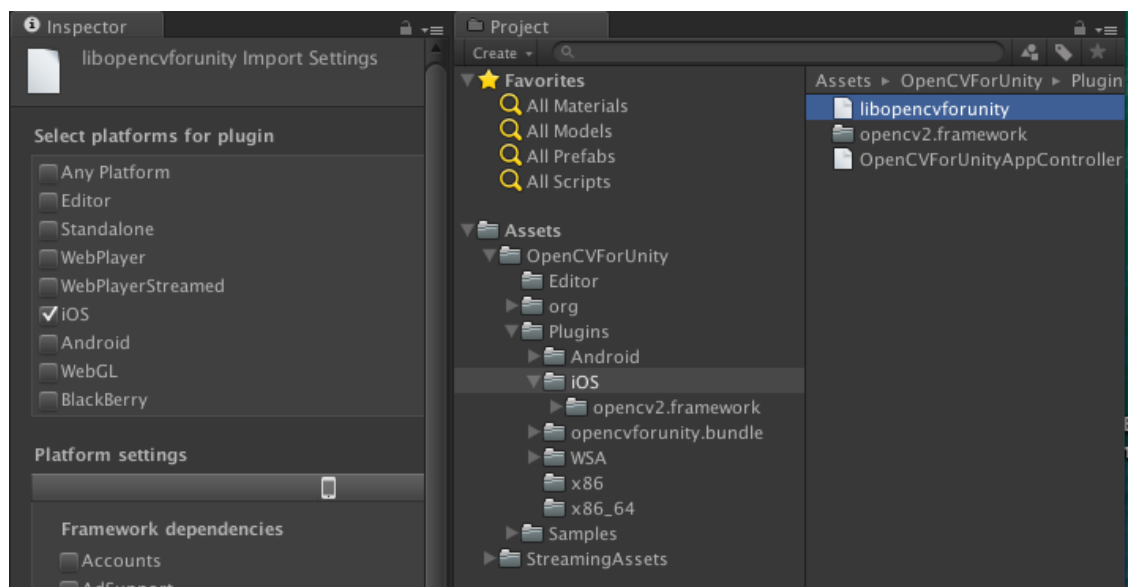 Inspector
libopencvforunity Import Settings
Select platforms for plugin
Any Platform
Editor
Standalone
WebPlayer
WebPlayerStreamed
iOS
Android
WebGL
BlackBerry
Platform settings
Framework dependencies
Accounts
AdSupport
Project
Create
Favorites
All Materials
All Models
All Prefabs
All Scripts
Assets
OpenCVForUnity
Editor
org
Plugins
Android
iOS
opencv2.framework
opencvforunity.bundle
WSA
x86
x86_64
Samples
StreamingAssets
Assets ▸ OpenCVForUnity ▸ Plugin
libopencvforunity
opencv2.framework
OpenCVForUnityAppController